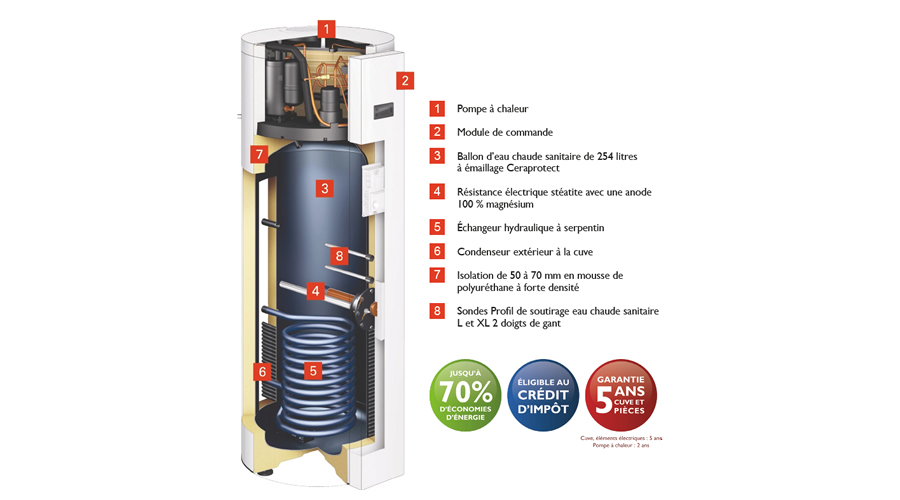 1
2
7
3
8
4
6
5
1 Pompe à chaleur
2 Module de commande
3 Ballon d'eau chaude sanitaire de 254 litres
à émaillage Ceraprotect
4 Résistance électrique stéatite avec une anode
100 % magnésium
5 Échangeur hydraulique à serpentin
6 Condenseur extérieur à la cuve
7 Isolation de 50 à 70 mm en mousse de
polyuréthane à forte densité
8 Sondes Profil de soutirage eau chaude sanitaire
L et XL 2 doigts de gant
JUSQU'À
70%
D'ÉCONOMIES
D'ÉNERGIE
ÉLIGIBLE AU
CRÉDIT
D'IMPÔT
GARANTIE
5 ANS
CUVE ET
PIÈCES
Cuve, éléments électriques : 5 ans
Pompe à chaleur : 2 ans